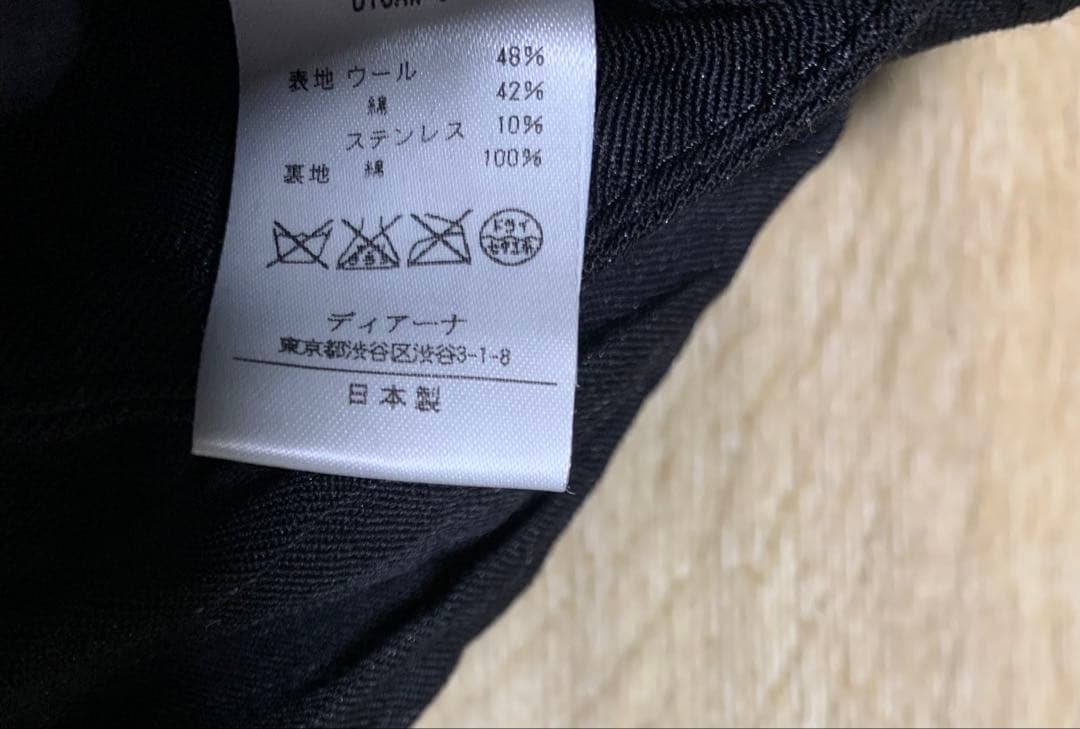 表地 ウール 48%
綿 42%
ステンレス 10%
裏地 綿 100%
ドライ
セキユ系
ディアーナ
東京都渋谷区渋谷3-1-8
日本製